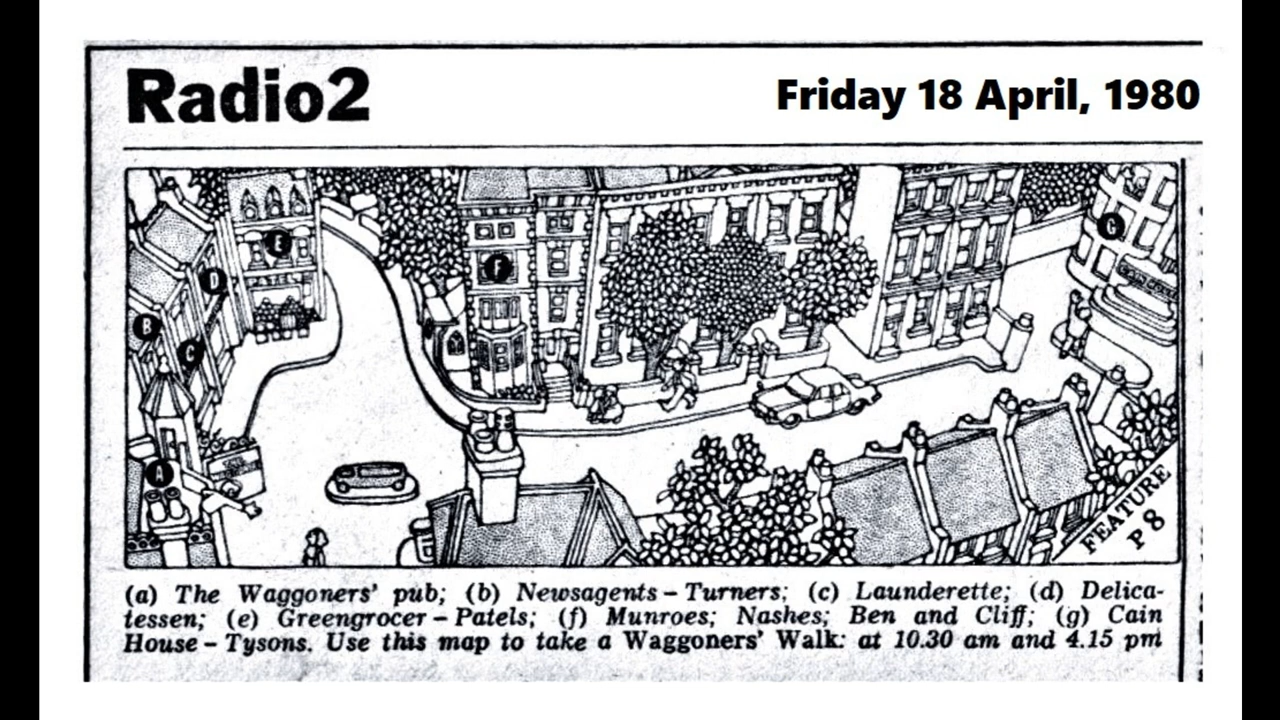 Radio2
Friday 18 April, 1980
E
D
F
G
B
C
A
FEATURE
P 8
(a) The Waggoners' pub; (b) Newsagents – Turners; (c) Launderette; (d) Delica-
tessen; (e) Greengrocer – Patels; (f) Munroes; Nashes; Ben and Cliff; (g) Cain
House – Tysons. Use this map to take a Waggoners' Walk: at 10.30 am and 4.15 pm